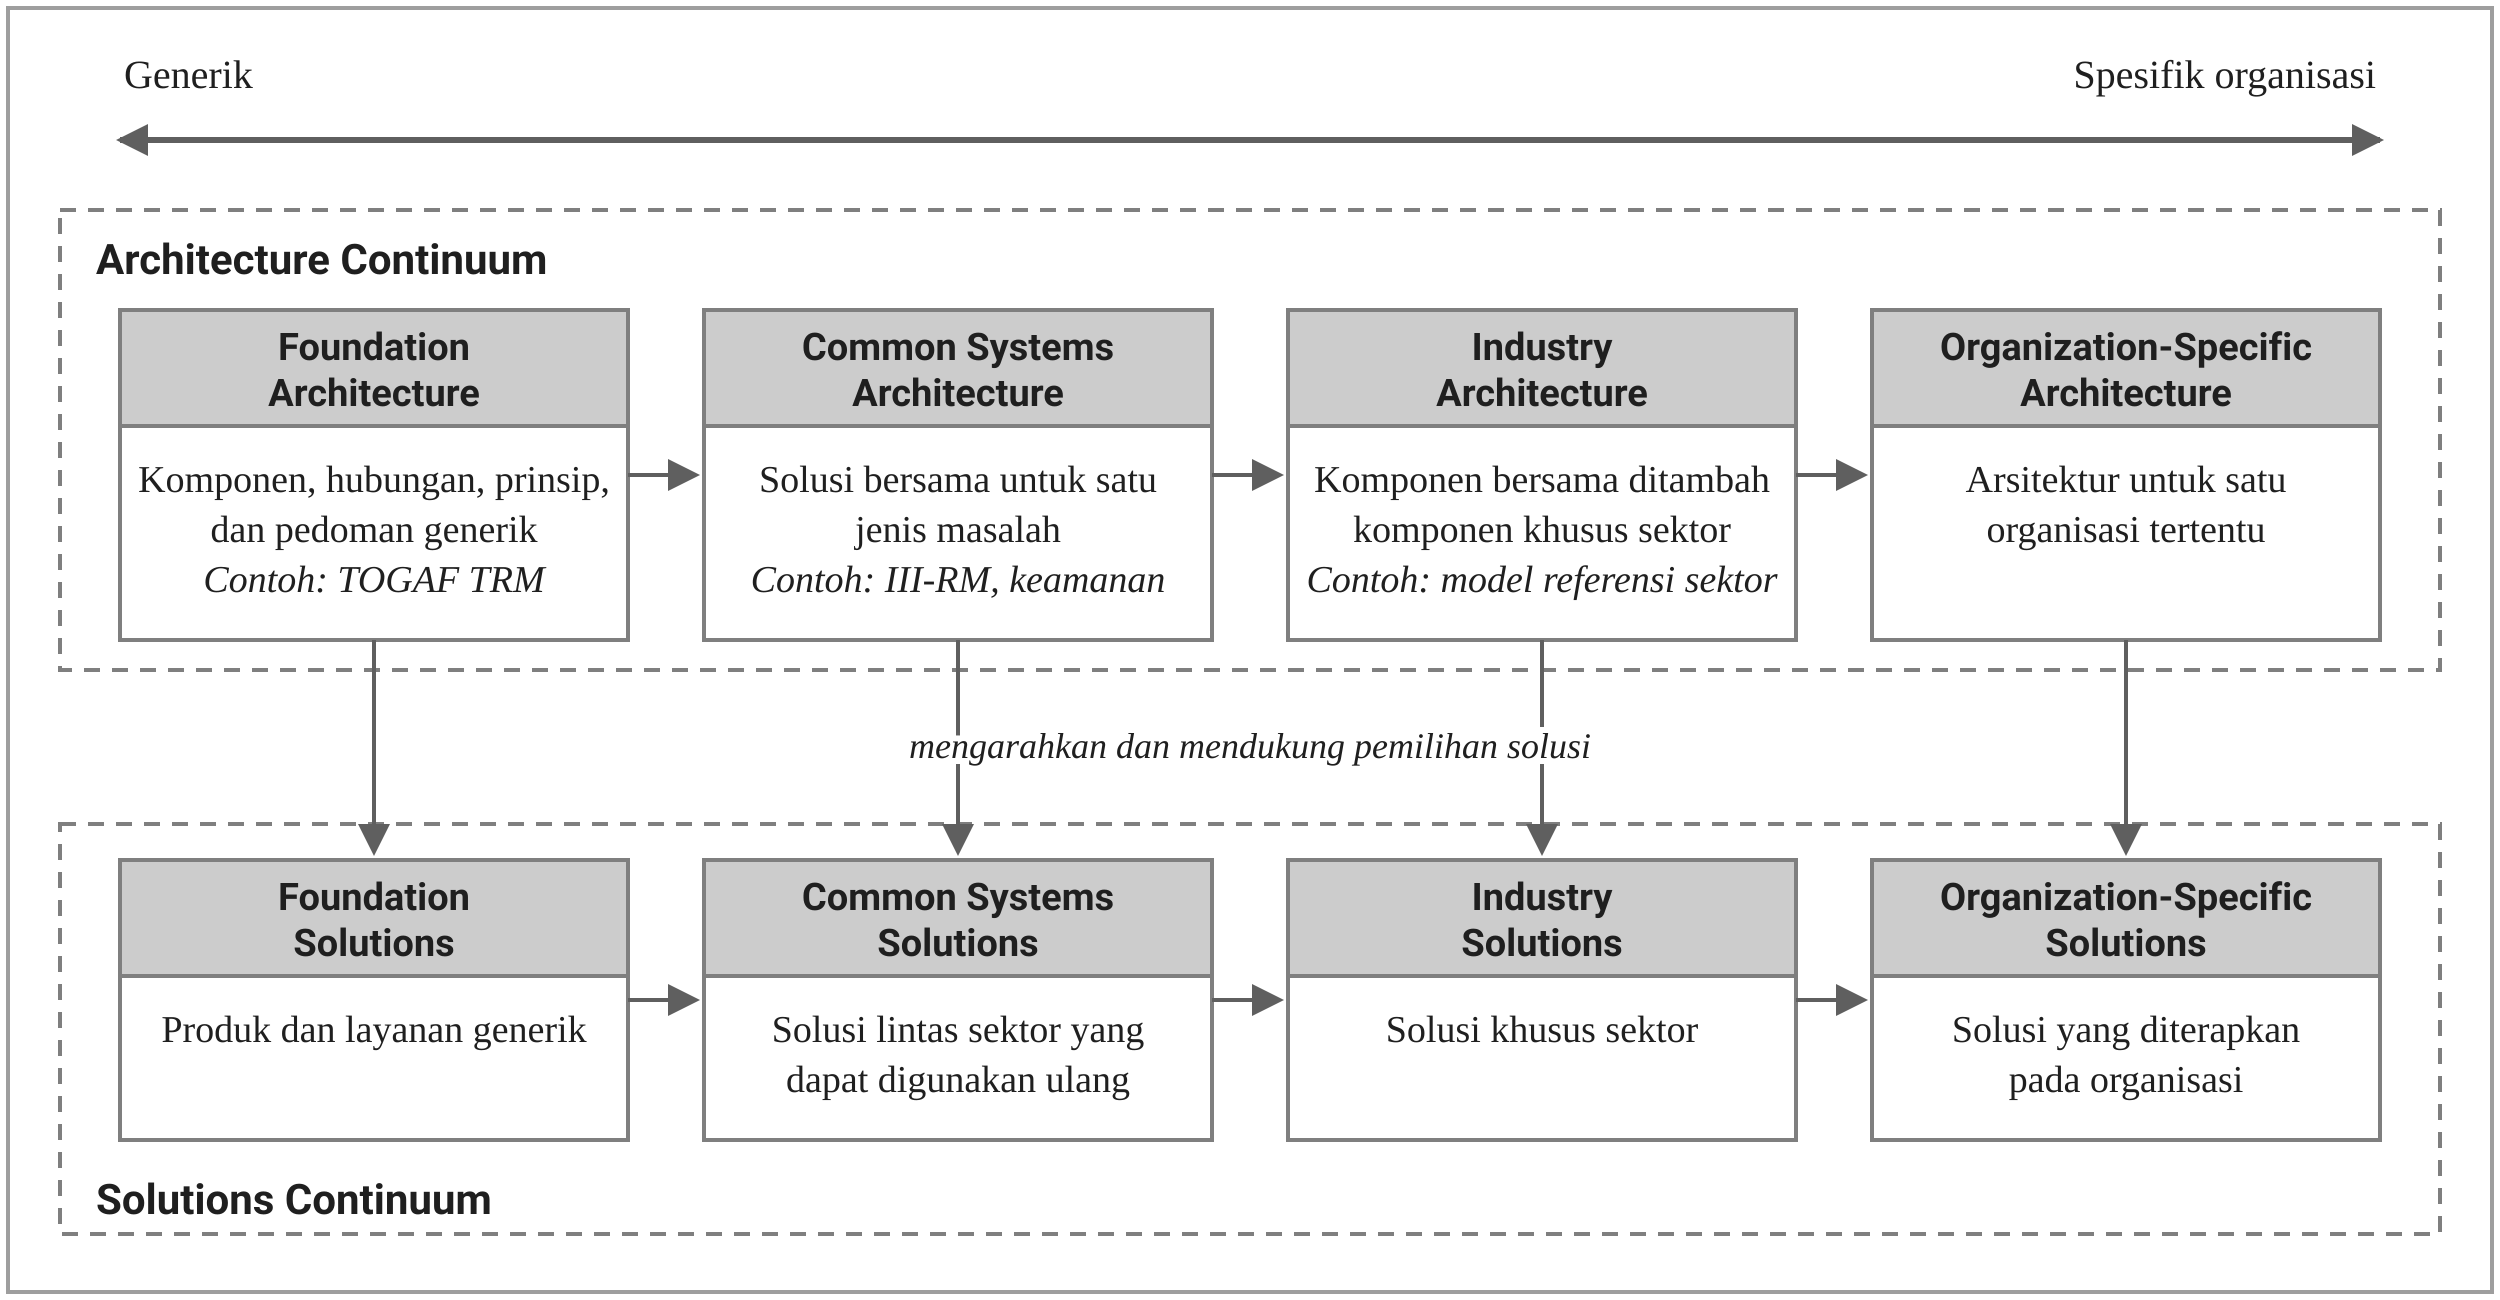 Generik
Spesifik organisasi
Architecture Continuum
Foundation
Architecture
Komponen, hubungan, prinsip,
dan pedoman generik
Contoh: TOGAF TRM
Common Systems
Architecture
Solusi bersama untuk satu
jenis masalah
Contoh: III-RM, keamanan
Industry
Architecture
Komponen bersama ditambah
komponen khusus sektor
Contoh: model referensi sektor
Organization-Specific
Architecture
Arsitektur untuk satu
organisasi tertentu
mengarahkan dan mendukung pemilihan solusi
Foundation
Solutions
Produk dan layanan generik
Common Systems
Solutions
Solusi lintas sektor yang
dapat digunakan ulang
Industry
Solutions
Solusi khusus sektor
Organization-Specific
Solutions
Solusi yang diterapkan
pada organisasi
Solutions Continuum